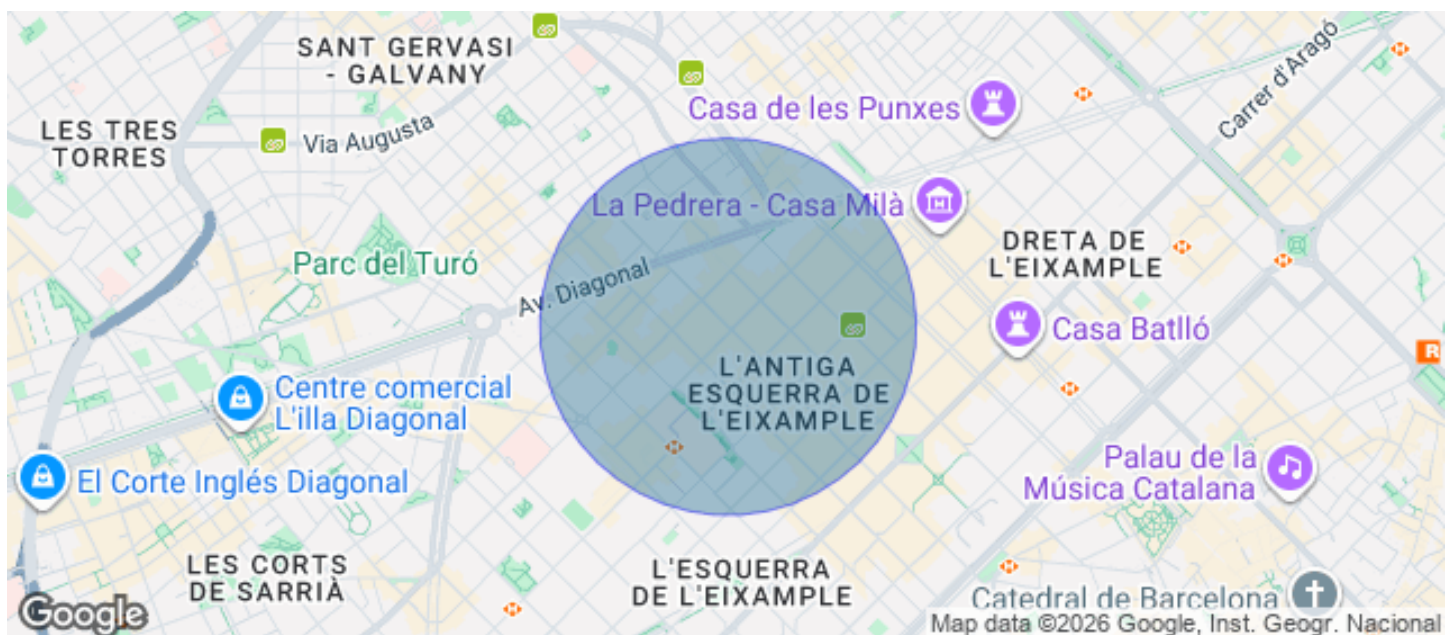 SANT GERVASI
- GALVANY
Casa de les Punxes
Carrer d'Aragó
LES TRES
TORRES
Via Augusta
La Pedrera - Casa Milà
DRETA DE
L'EIXAMPLE
Parc del Turó
Av. Diagonal
Casa Batlló
L'ANTIGA
ESQUERRA DE
L'EIXAMPLE
Centre comercial
L'illa Diagonal
El Corte Inglés Diagonal
Palau de la
Música Catalana
LES CORTS
DE SARRIÀ
L'ESQUERRA
DE L'EIXAMPLE
Catedral de Barcelona
Google
Map data ©2026 Google, Inst. Geogr. Nacional